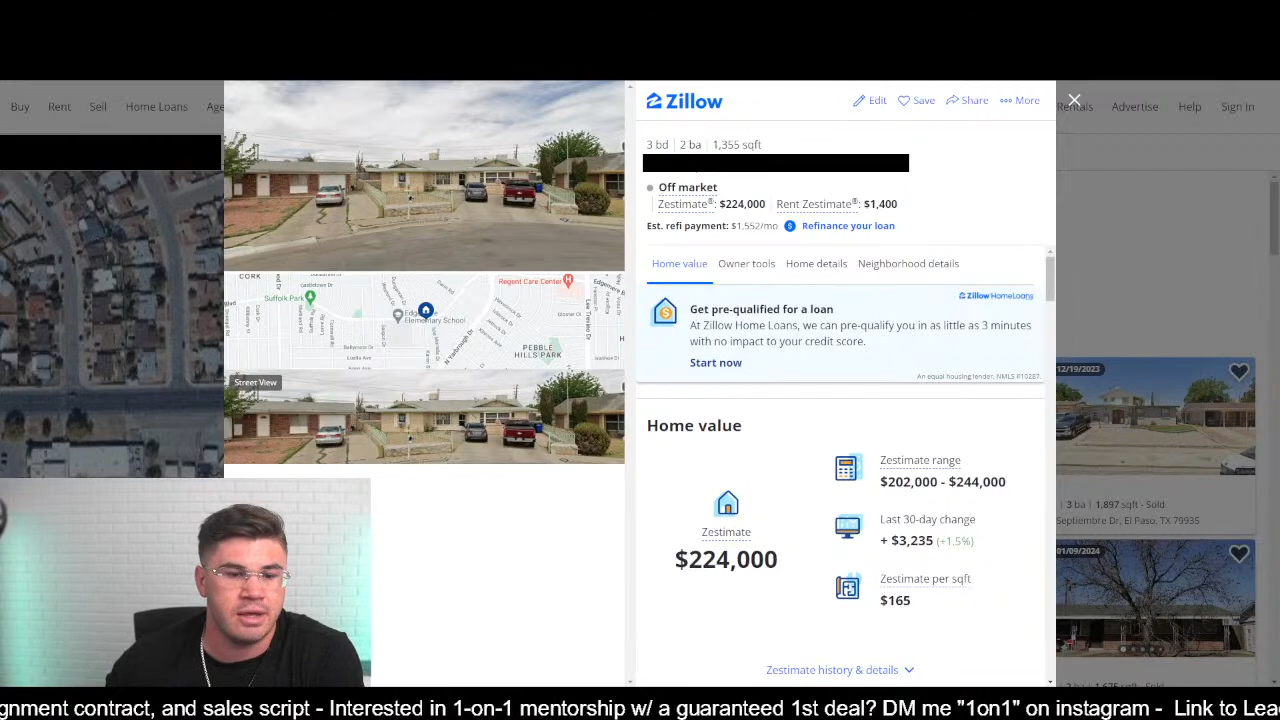 Buy
Rent
Sell
Home Loans
Age
Zillow
Edit
Save
Share
More
Rentals
Advertise
Help
Sign In
3 bd | 2 ba | 1,355 sqft
Off market
Zestimate®: $224,000 | Rent Zestimate®: $1,400
Est. refi payment: $1,552/mo $ Refinance your loan
Home value
Owner tools
Home details
Neighborhood details
Zillow HOME LOANS
Get pre-qualified for a loan
At Zillow Home Loans, we can pre-qualify you in as little as 3 minutes
with no impact to your credit score.
Start now
An equal housing lender. NMLS #10287.
Home value
Zestimate
$224,000
Zestimate range
$202,000 - $244,000
Last 30-day change
+ $3,235 (+1.5%)
Zestimate per sqft
$165
Zestimate history & details
CORK
Suffolk Park
Regent Care Center
Edgemere B
Elementary School
PEBBLE
HILLS PARK
N Yarbrough Dr
Street View
12/19/2023
3 ba | 1,897 sqft - Sold
Septiembre Dr, El Paso, TX 79935
01/09/2024
gnment contract, and sales script - Interested in 1-on-1 mentorship w/ a guaranteed 1st deal? DM me "1on1" on instagram - Link to Lea